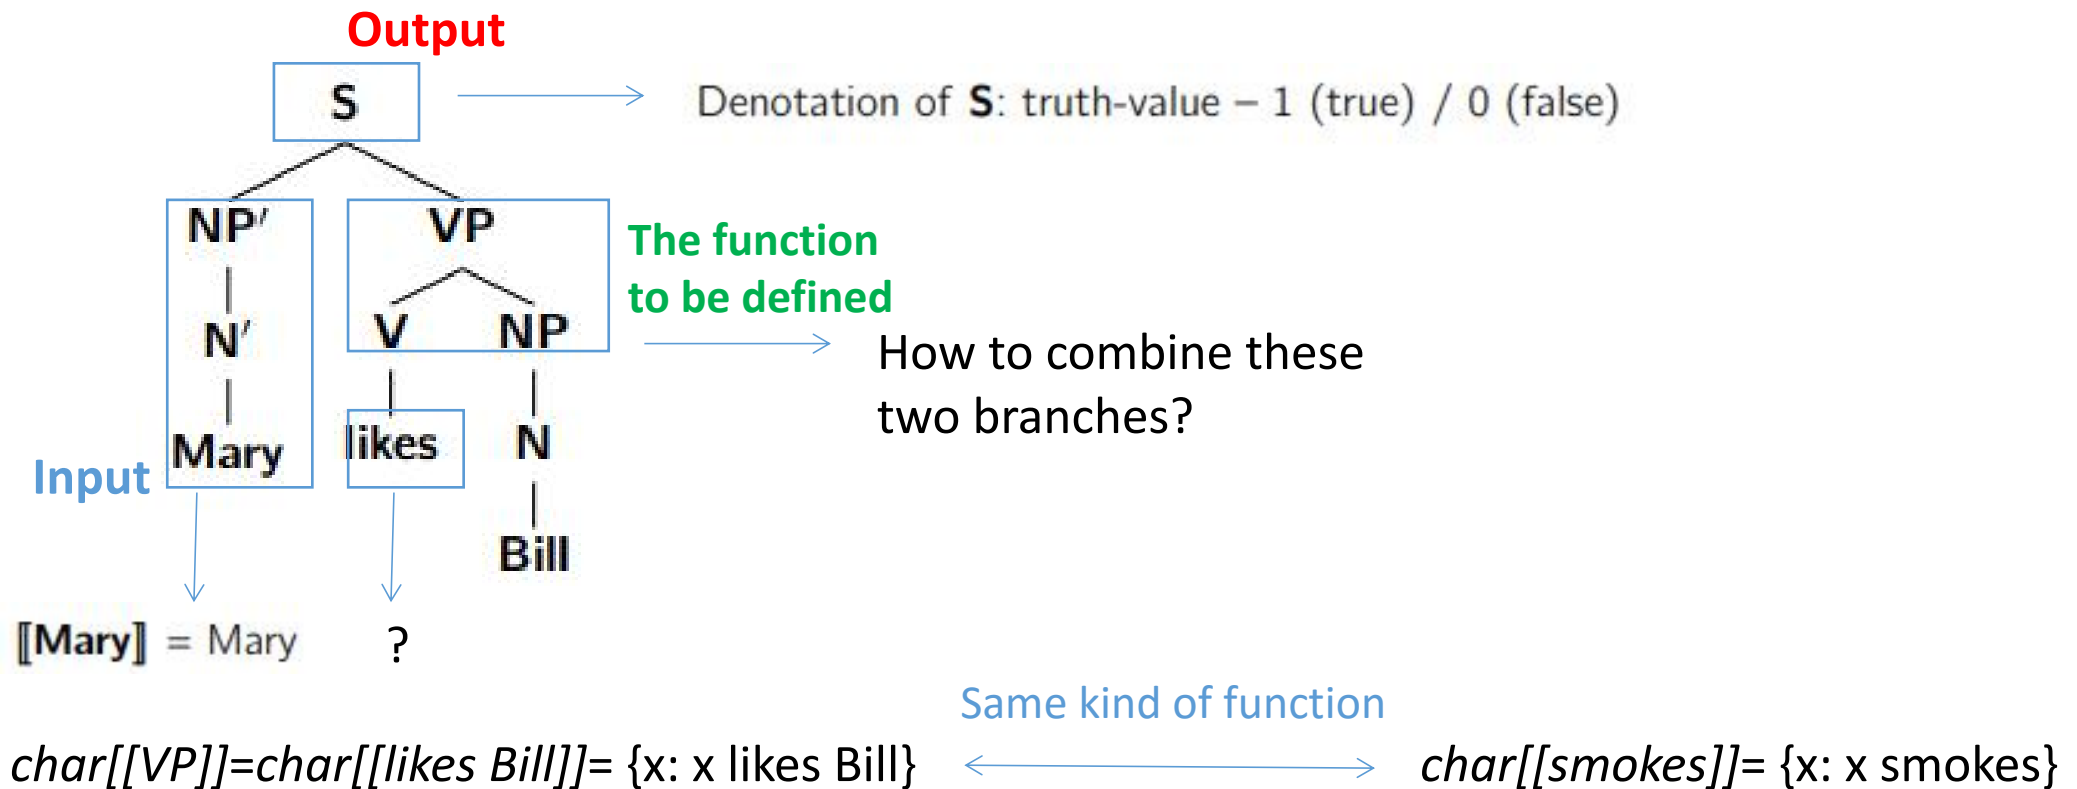 Output
S
Denotation of S: truth-value – 1 (true) / 0 (false)
NP′ VP
The function
to be defined
V NP
N′
How to combine these
two branches?
Mary likes N
Input
Bill
⟦Mary⟧ = Mary
?
Same kind of function
char[[VP]]=char[[likes Bill]]= {x: x likes Bill}
char[[smokes]]= {x: x smokes}